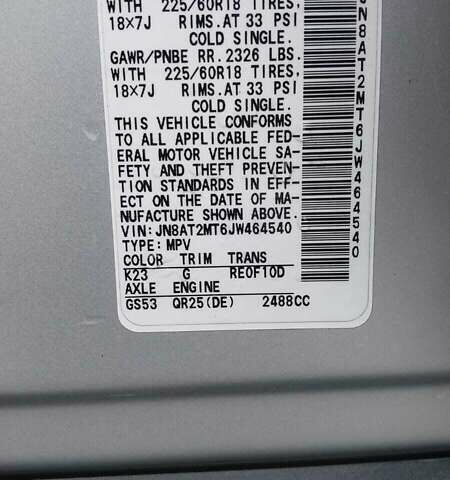 WITH 225/60R18 TIRES,
18×7J RIMS.AT 33 PSI
COLD SINGLE.
GAWR/PNBE RR.2326 LBS.
WITH 225/60R18 TIRES,
18×7J RIMS.AT 33 PSI
COLD SINGLE.
THIS VEHICLE CONFORMS
TO ALL APPLICABLE FED-
ERAL MOTOR VEHICLE SA-
FETY AND THEFT PREVEN-
TION STANDARDS IN EFF-
ECT ON THE DATE OF MA-
NUFACTURE SHOWN ABOVE.
VIN:JN8AT2MT6JW464540
TYPE:MPV
COLOR TRIM TRANS
K23 G RE0F10D
AXLE ENGINE
GS53 QR25(DE) 2488CC
JN8AT2MT6JW464540